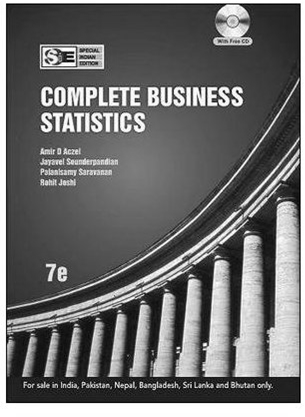 With Free CD
SIE
SPECIAL
INDIAN
EDITION
COMPLETE BUSINESS
STATISTICS
Amir D Aczel
Jayavel Sounderpandian
Palanisamy Saravanan
Rohit Joshi
7e
For sale in India, Pakistan, Nepal, Bangladesh, Sri Lanka and Bhutan only.